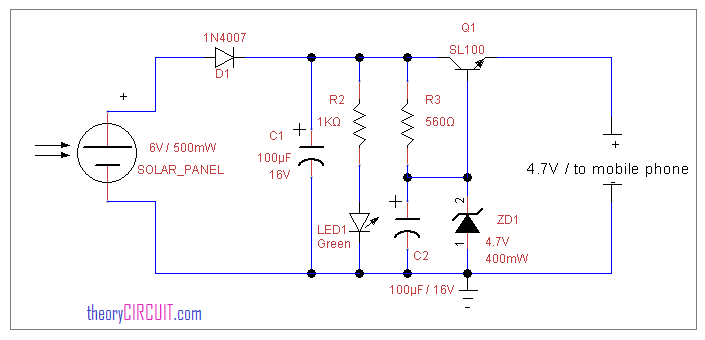 Q1
1N4007
SL100
D1
+
R2
R3
1KΩ
560Ω
+
C1
6V / 500mW
100µF
16V
SOLAR_PANEL
+
4.7V / to mobile phone
-
+
2
LED1
Green
ZD1
1
4.7V
400mW
C2
100µF / 16V
theoryCIRCUIT.com